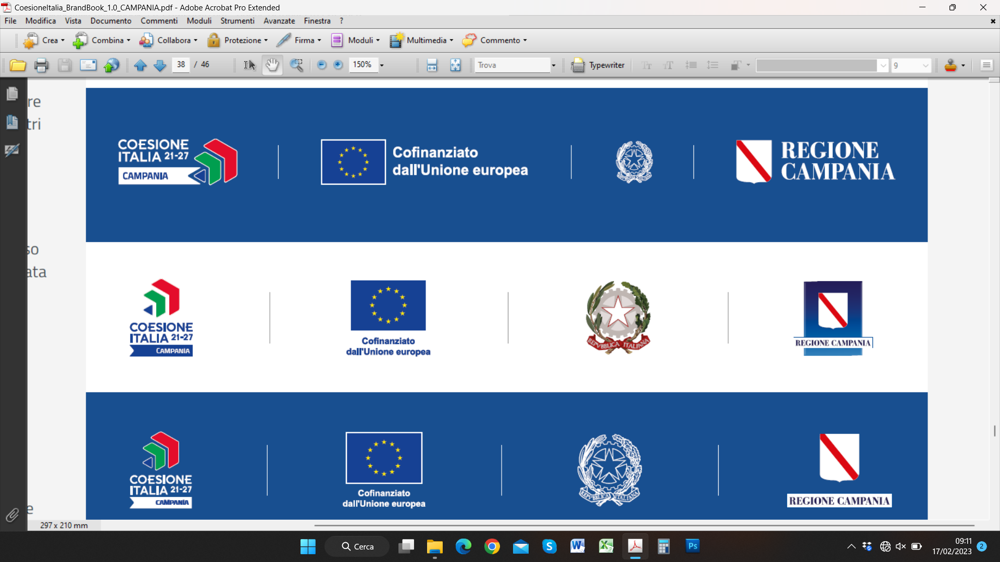 CoesioneItalia_BrandBook_1.0_CAMPANIA.pdf - Adobe Acrobat Pro Extended
File Modifica Vista Documento Commenti Moduli Strumenti Avanzate Finestra ?
Crea Combina Collabora Protezione Firma Moduli Multimedia Commento
38 / 46 150% Trova Typewriter 9
re
tri
so
ata
e
COESIONE
ITALIA 21-27
CAMPANIA
Cofinanziato
dall'Unione europea
REGIONE
CAMPANIA
COESIONE
ITALIA 21-27
CAMPANIA
Cofinanziato
dall'Unione europea
REPVBBLICA ITALIANA
REGIONE CAMPANIA
COESIONE
ITALIA 21-27
CAMPANIA
Cofinanziato
dall'Unione europea
REPVBBLICA ITALIANA
REGIONE CAMPANIA
297 x 210 mm
Cerca
Ps
09:11
17/02/2023
2